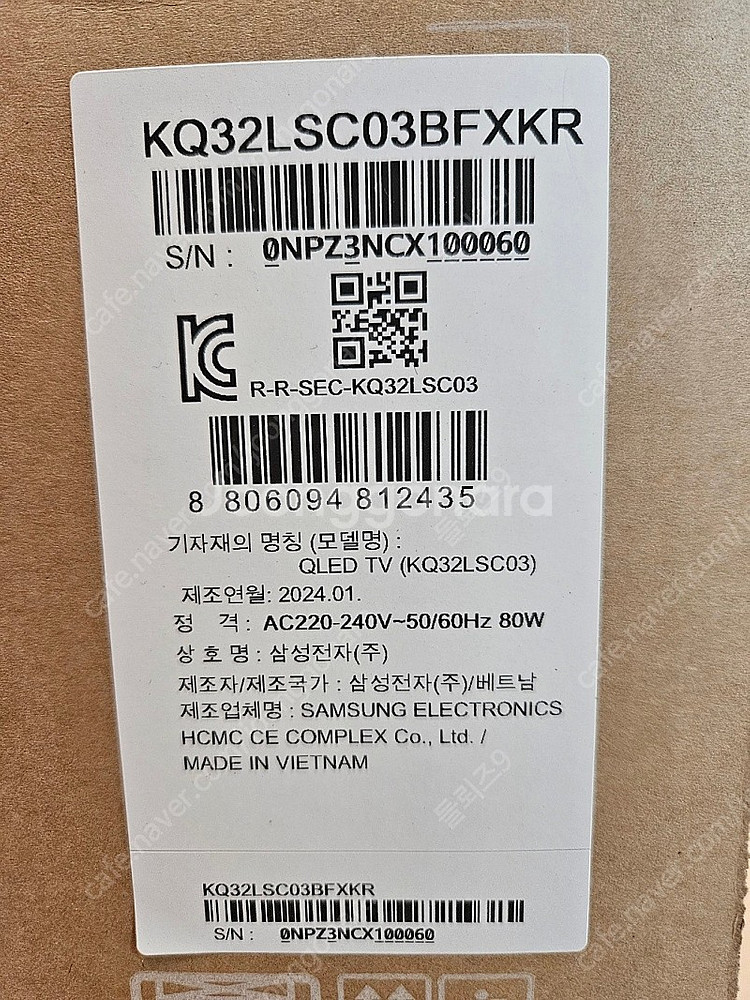 KQ32LSC03BFXKR
S/N : 0NPZ3NCX100060
R-R-SEC-KQ32LSC03
8 806094 812435
기자재의 명칭 (모델명) :
QLED TV (KQ32LSC03)
제조연월: 2024.01.
정 격 : AC220-240V~50/60Hz 80W
상 호 명 : 삼성전자(주)
제조자/제조국가 : 삼성전자(주)/베트남
제조업체명 : SAMSUNG ELECTRONICS
HCMC CE COMPLEX Co., Ltd. /
MADE IN VIETNAM
KQ32LSC03BFXKR
S/N : 0NPZ3NCX100060